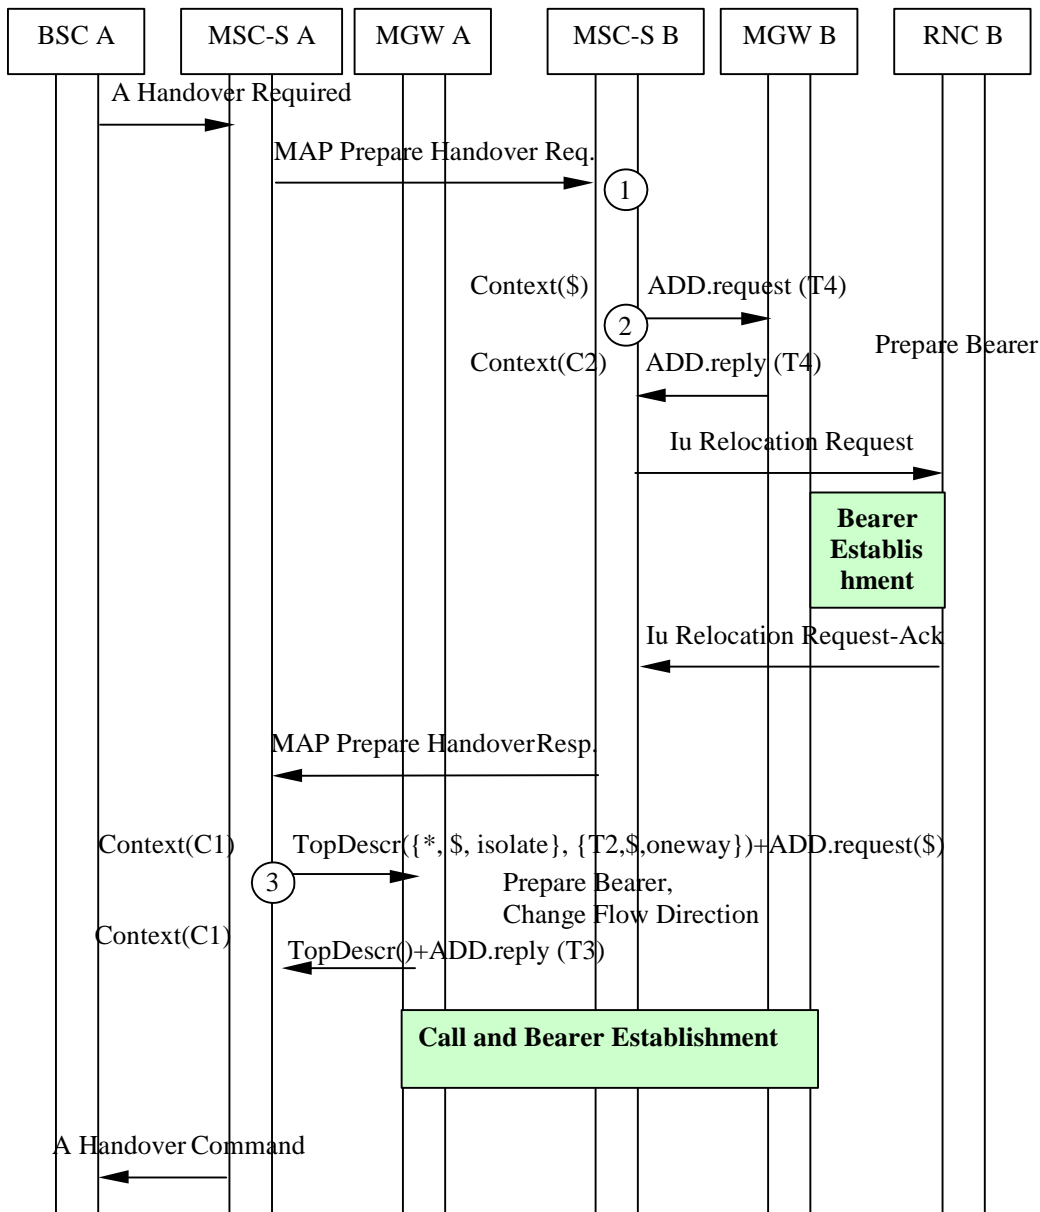 BSC A
MSC-S A
MGW A
MSC-S B
MGW B
RNC B
A Handover Required
MAP Prepare Handover Req.
1
Context($)
ADD.request (T4)
2
Prepare Bearer
Context(C2)
ADD.reply (T4)
Iu Relocation Request
Bearer
Establis
hment
Iu Relocation Request-Ack
MAP Prepare Handover Resp.
Context(C1)
TopDescr({*, $, isolate}, {T2,$,oneway})+ADD.request($)
3
Prepare Bearer,
Change Flow Direction
Context(C1)
TopDescr()+ADD.reply (T3)
Call and Bearer Establishment
A Handover Command